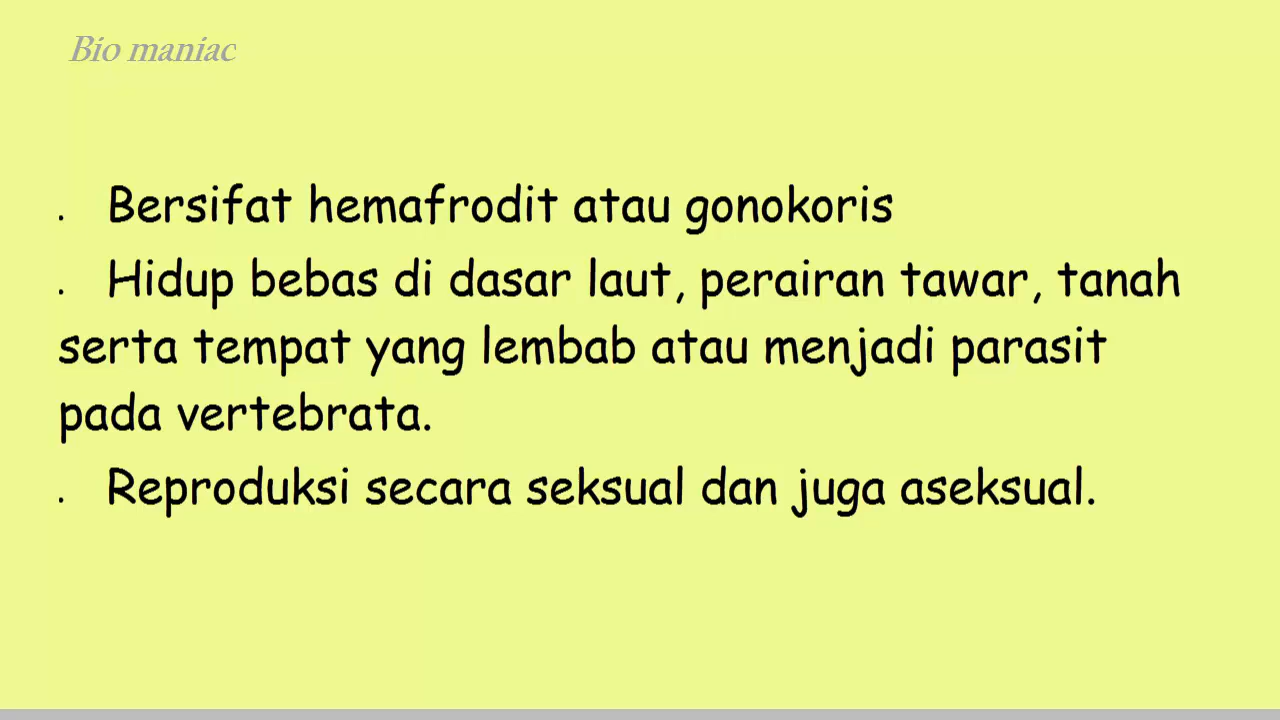 Bio maniac
. Bersifat hemafrodit atau gonokoris
. Hidup bebas di dasar laut, perairan tawar, tanah
serta tempat yang lembab atau menjadi parasit
pada vertebrata.
. Reproduksi secara seksual dan juga aseksual.